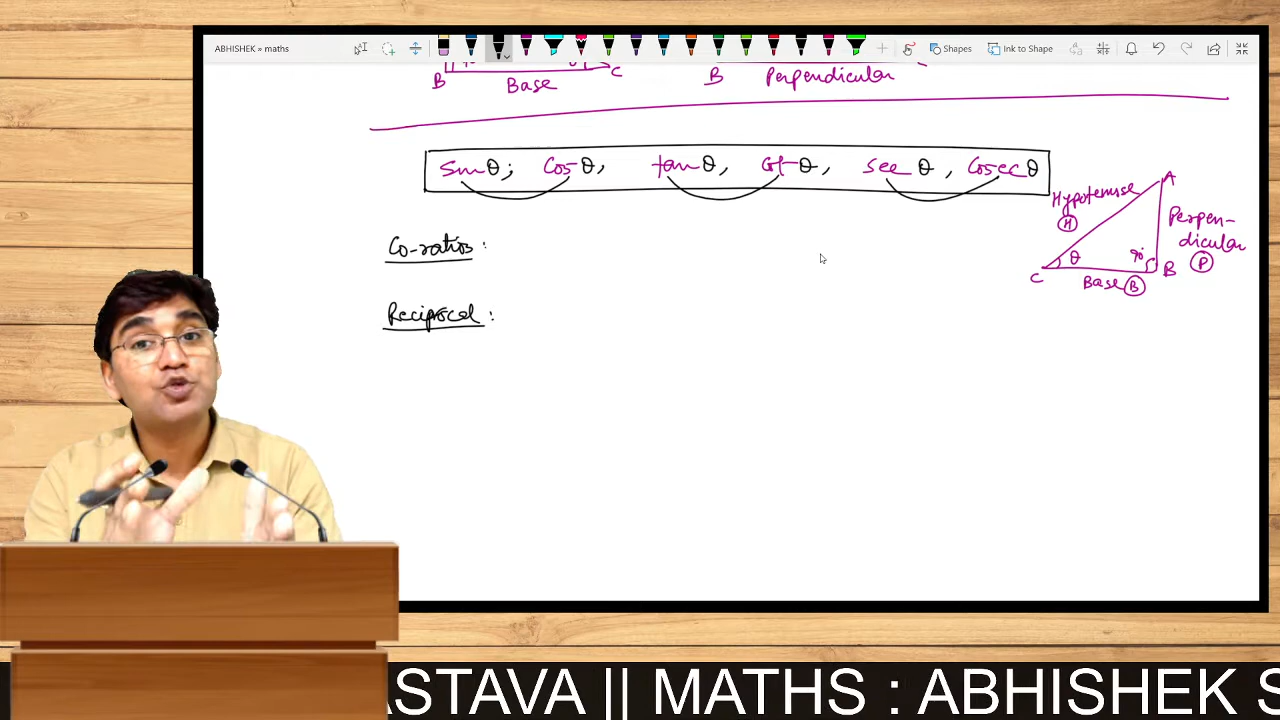 ABHISHEK » maths
Shapes
Ink to Shape
B
Base
C
B
Perpendicular
Sin θ; Cos θ, tan θ, Cot θ, sec θ, Cosec θ
Co-ratios:
Reciprocal:
Hypotenuse
H
A
Perpen-
dicular
P
θ
90°
C
B
Base B
ASTAVA || MATHS : ABHISHEK S